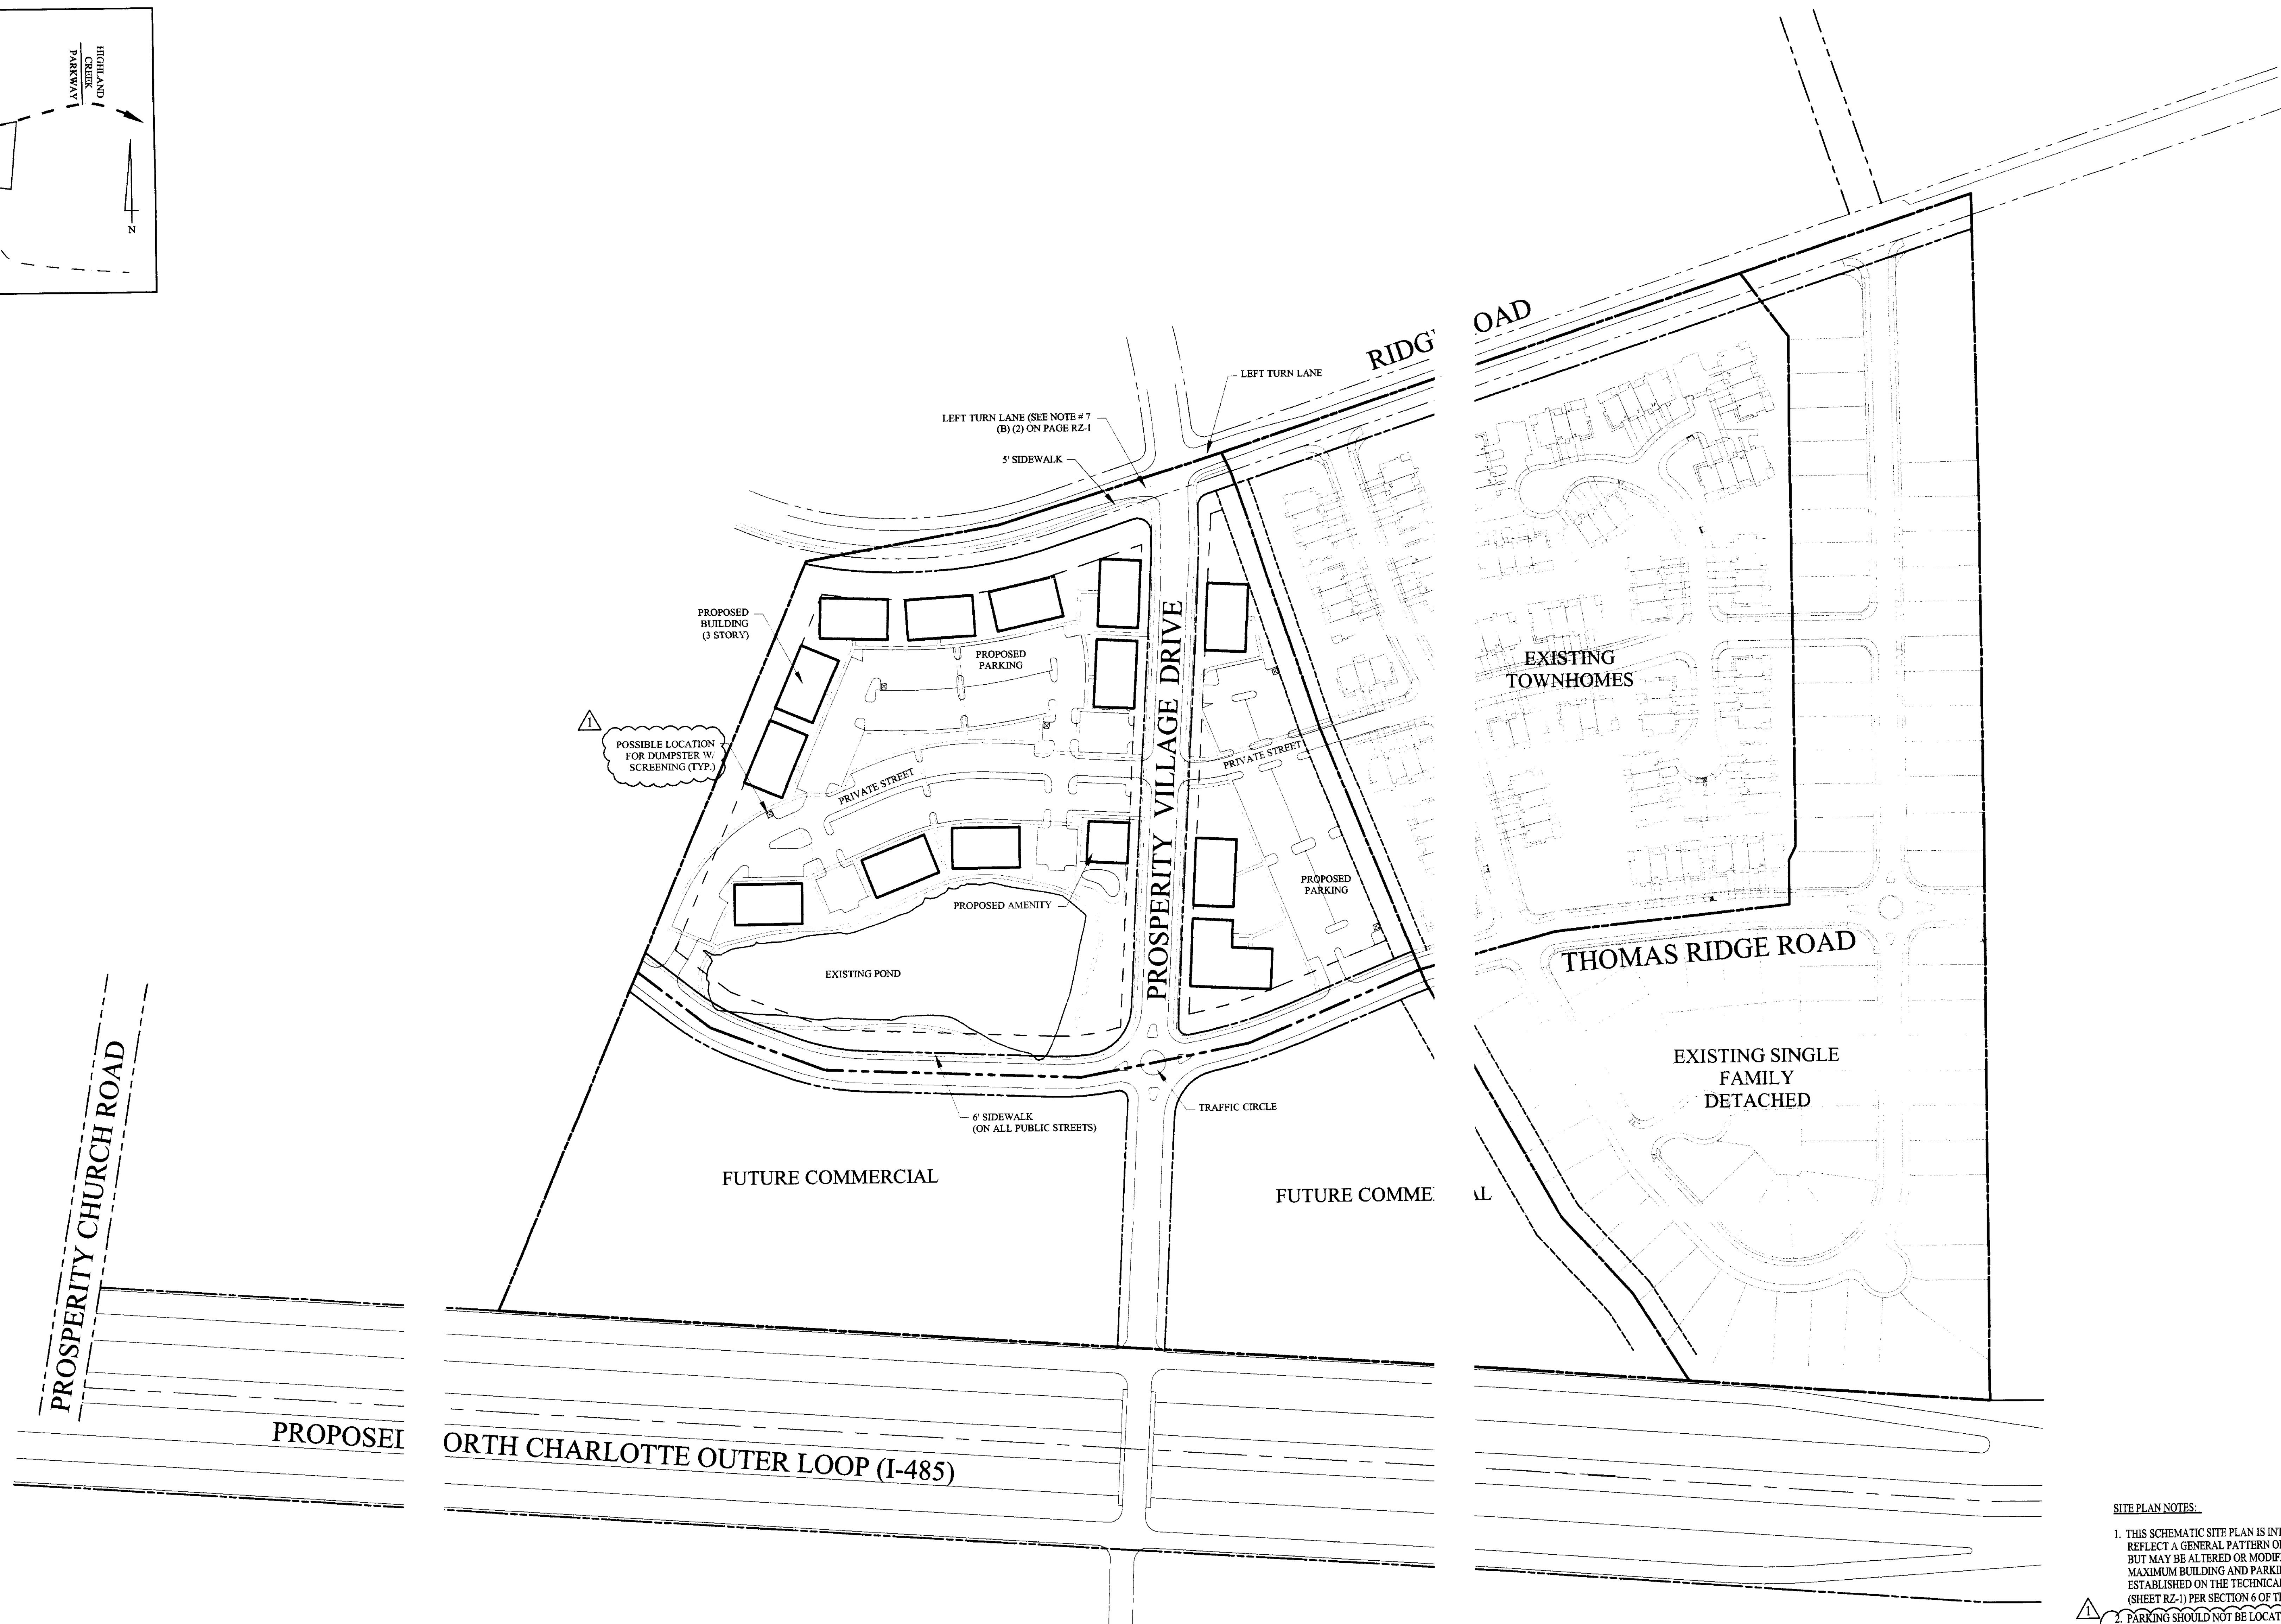 HIGHLAND
CREEK
PARKWAY
N
RIDG
OAD
LEFT TURN LANE
LEFT TURN LANE (SEE NOTE # 7
(B) (2) ON PAGE RZ-1
5' SIDEWALK
PROPOSED
BUILDING
(3 STORY)
PROPOSED
PARKING
1
POSSIBLE LOCATION
FOR DUMPSTER W/
SCREENING (TYP.)
PRIVATE STREET
PRIVATE STREET
PROSPERITY VILLAGE DRIVE
EXISTING
TOWNHOMES
PROPOSED
PARKING
PROPOSED AMENITY
EXISTING POND
THOMAS RIDGE ROAD
EXISTING SINGLE
FAMILY
DETACHED
TRAFFIC CIRCLE
6' SIDEWALK
(ON ALL PUBLIC STREETS)
FUTURE COMMERCIAL
FUTURE COMME
AL
PROSPERITY CHURCH ROAD
PROPOSED
ORTH CHARLOTTE OUTER LOOP (I-485)
SITE PLAN NOTES:
1. THIS SCHEMATIC SITE PLAN IS IN
REFLECT A GENERAL PATTERN O
BUT MAY BE ALTERED OR MODIF
MAXIMUM BUILDING AND PARKI
ESTABLISHED ON THE TECHNICA
(SHEET RZ-1) PER SECTION 6 OF T
1
2. PARKING SHOULD NOT BE LOCAT